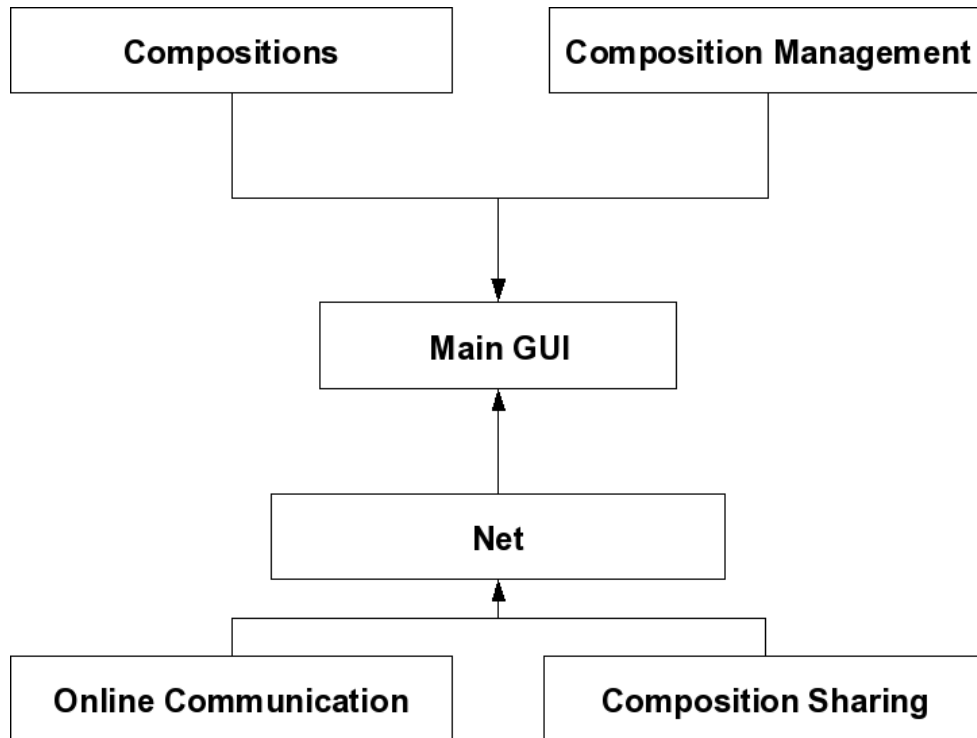 Compositions
Composition Management
Main GUI
Net
Online Communication
Composition Sharing